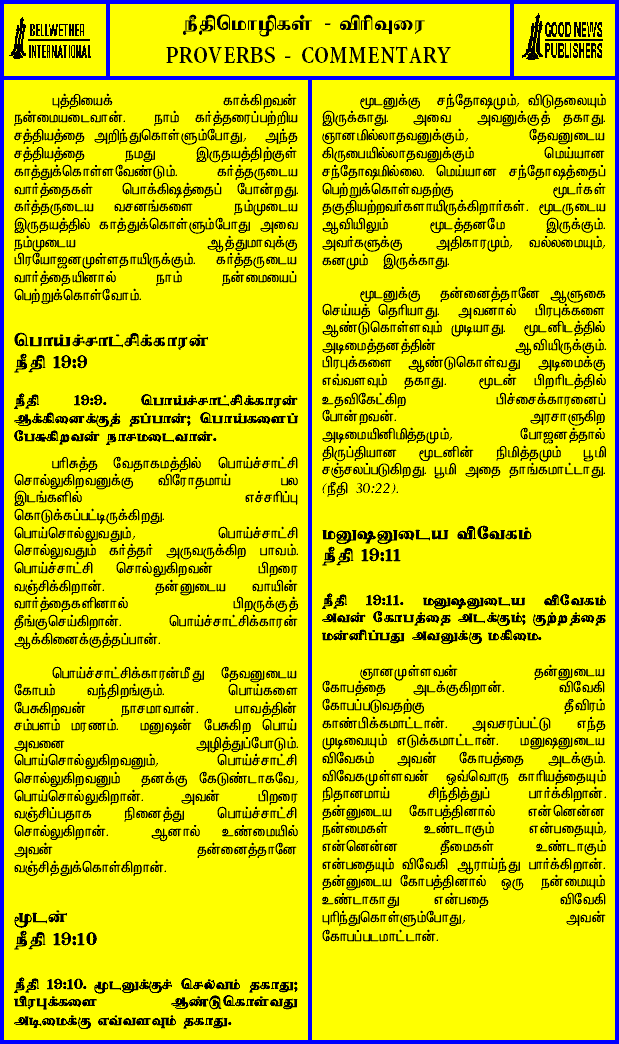 BELLWETHER
INTERNATIONAL
நீதிமொழிகள் - விரிவுரை
PROVERBS - COMMENTARY
GOOD NEWS
PUBLISHERS
புத்தியைக் காக்கிறவன்
நன்மையடைவான். நாம் கர்த்தரைப்பற்றிய
சத்தியத்தை அறிந்துகொள்ளும்போது, அந்த
சத்தியத்தை நமது இருதயத்திற்குள்
காத்துக்கொள்ளவேண்டும். கர்த்தருடைய
வார்த்தைகள் பொக்கிஷத்தைப் போன்றது.
கர்த்தருடைய வசனங்களை நம்முடைய
இருதயத்தில் காத்துக்கொள்ளும்போது அவை
நம்முடைய ஆத்துமாவுக்கு
பிரயோஜனமுள்ளதாயிருக்கும். கர்த்தருடைய
வார்த்தையினால் நாம் நன்மையைப்
பெற்றுக்கொள்வோம்.
பொய்ச்சாட்சிக்காரன்
நீதி 19:9
நீதி 19:9. பொய்ச்சாட்சிக்காரன்
ஆக்கினைக்குத் தப்பான்; பொய்களைப்
பேசுகிறவன் நாசமடைவான்.
பரிசுத்த வேதாகமத்தில் பொய்ச்சாட்சி
சொல்லுகிறவனுக்கு விரோதமாய் பல
இடங்களில் எச்சரிப்பு
கொடுக்கப்பட்டிருக்கிறது.
பொய்சொல்லுவதும், பொய்ச்சாட்சி
சொல்லுவதும் கர்த்தர் அருவருக்கிற பாவம்.
பொய்ச்சாட்சி சொல்லுகிறவன் பிறரை
வஞ்சிக்கிறான். தன்னுடைய வாயின்
வார்த்தைகளினால் பிறருக்குத்
தீங்குசெய்கிறான். பொய்ச்சாட்சிக்காரன்
ஆக்கினைக்குத்தப்பான்.
பொய்ச்சாட்சிக்காரன்மீது தேவனுடைய
கோபம் வந்திறங்கும். பொய்களை
பேசுகிறவன் நாசமாவான். பாவத்தின்
சம்பளம் மரணம். மனுஷன் பேசுகிற பொய்
அவனை அழித்துப்போடும்.
பொய்சொல்லுகிறவனும், பொய்ச்சாட்சி
சொல்லுகிறவனும் தனக்கு கேடுண்டாகவே,
பொய்சொல்லுகிறான். அவன் பிறரை
வஞ்சிப்பதாக நினைத்து பொய்ச்சாட்சி
சொல்லுகிறான். ஆனால் உண்மையில்
அவன் தன்னைத்தானே
வஞ்சித்துக்கொள்கிறான்.
மூடன்
நீதி 19:10
நீதி 19:10. மூடனுக்குச் செல்வம் தகாது;
பிரபுக்களை ஆண்டுகொள்வது
அடிமைக்கு எவ்வளவும் தகாது.
மூடனுக்கு சந்தோஷமும், விடுதலையும்
இருக்காது. அவை அவனுக்குத் தகாது.
ஞானமில்லாதவனுக்கும், தேவனுடைய
கிருபையில்லாதவனுக்கும் மெய்யான
சந்தோஷமில்லை. மெய்யான சந்தோஷத்தைப்
பெற்றுக்கொள்வதற்கு மூடர்கள்
தகுதியற்றவர்களாயிருக்கிறார்கள். மூடருடைய
ஆவியிலும் மூடத்தனமே இருக்கும்.
அவர்களுக்கு அதிகாரமும், வல்லமையும்,
கனமும் இருக்காது.
மூடனுக்கு தன்னைத்தானே ஆளுகை
செய்யத் தெரியாது. அவனால் பிரபுக்களை
ஆண்டுகொள்ளவும் முடியாது. மூடனிடத்தில்
அடிமைத்தனத்தின் ஆவியிருக்கும்.
பிரபுக்களை ஆண்டுகொள்வது அடிமைக்கு
எவ்வளவும் தகாது. மூடன் பிறரிடத்தில்
உதவிகேட்கிற பிச்சைக்காரனைப்
போன்றவன். அரசாளுகிற
அடிமையினிமித்தமும், போஜனத்தால்
திருப்தியான மூடனின் நிமித்தமும் பூமி
சஞ்சலப்படுகிறது. பூமி அதை தாங்கமாட்டாது.
(நீதி 30:22).
மனுஷனுடைய விவேகம்
நீதி 19:11
நீதி 19:11. மனுஷனுடைய விவேகம்
அவன் கோபத்தை அடக்கும்; குற்றத்தை
மன்னிப்பது அவனுக்கு மகிமை.
ஞானமுள்ளவன் தன்னுடைய
கோபத்தை அடக்குகிறான். விவேகி
கோபப்படுவதற்கு தீவிரம்
காண்பிக்கமாட்டான். அவசரப்பட்டு எந்த
முடிவையும் எடுக்கமாட்டான். மனுஷனுடைய
விவேகம் அவன் கோபத்தை அடக்கும்.
விவேகமுள்ளவன் ஒவ்வொரு காரியத்தையும்
நிதானமாய் சிந்தித்துப் பார்க்கிறான்.
தன்னுடைய கோபத்தினால் என்னென்ன
நன்மைகள் உண்டாகும் என்பதையும்,
என்னென்ன தீமைகள் உண்டாகும்
என்பதையும் விவேகி ஆராய்ந்து பார்க்கிறான்.
தன்னுடைய கோபத்தினால் ஒரு நன்மையும்
உண்டாகாது என்பதை விவேகி
புரிந்துகொள்ளும்போது, அவன்
கோபப்படமாட்டான்.